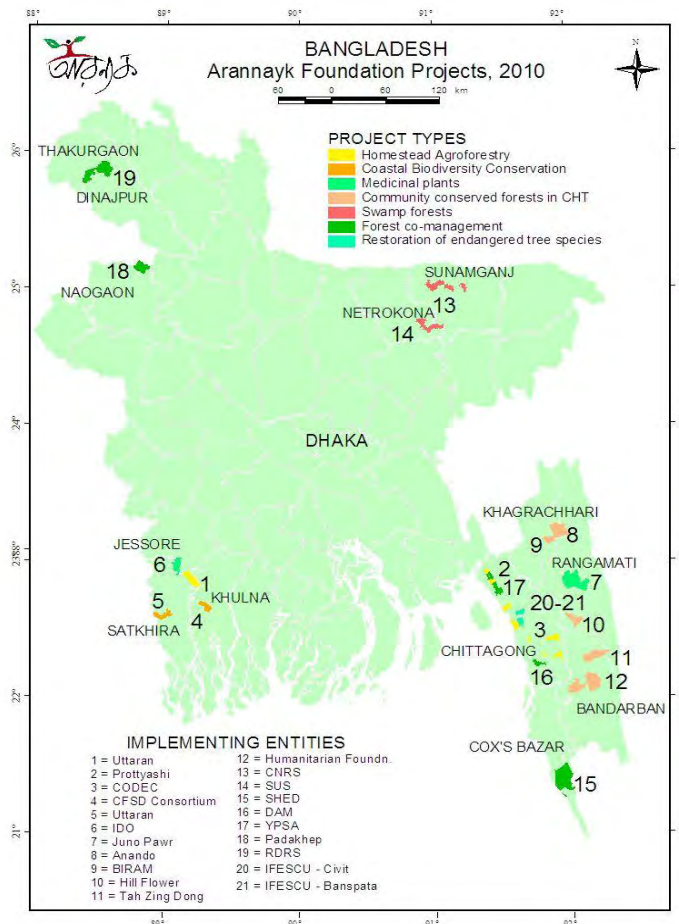 88°
89°
90°
91°
92°
BANGLADESH
Arannayk Foundation Projects, 2010
N
60 0 60 120 km
PROJECT TYPES
Homestead Agroforestry
Coastal Biodiversity Conservation
Medicinal plants
Community conserved forests in CHT
Swamp forests
Forest co-management
Restoration of endangered tree species
26°
THAKURGAON
19
DINAJPUR
18
NAOGAON
25°
SUNAMGANJ
13
NETROKONA
14
24°
DHAKA
KHAGRACHHARI
8
9
JESSORE
6
1
5
KHULNA
4
SATKHIRA
2
17
RANGAMATI
7
20-21
10
3
CHITTAGONG
11
16
12
22°
BANDARBAN
COX'S BAZAR
15
21°
IMPLEMENTING ENTITIES
1 = Uttaran
2 = Prottyashi
3 = CODEC
4 = CFSD Consortium
5 = Uttaran
6 = IDO
7 = Juno Pawr
8 = Anando
9 = BIRAM
10 = Hill Flower
11 = Tah Zing Dong
12 = Humanitarian Foundn.
13 = CNRS
14 = SUS
15 = SHED
16 = DAM
17 = YPSA
18 = Padakhep
19 = RDRS
20 = IFESCU - Civit
21 = IFESCU - Banspata